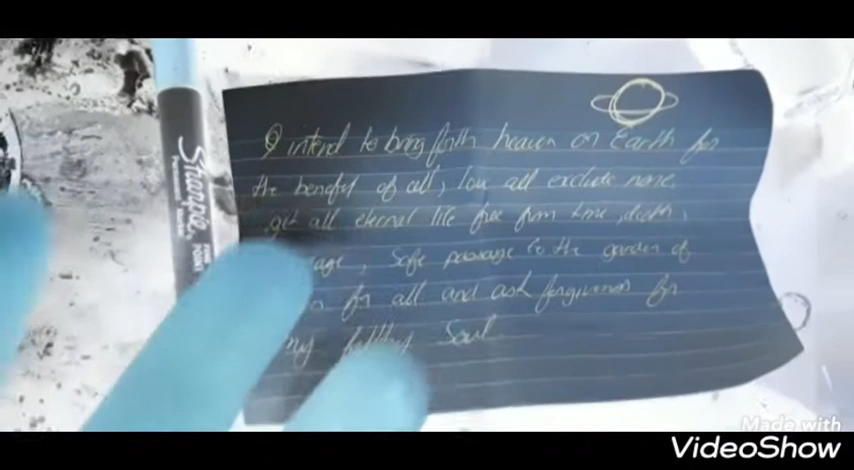 I intend to bring forth heaven on Earth for
the benefit of all, love all exclude none.
all eternal life free from time, death,
age, safe passage to the garden of
for all and ask forgiveness for
my Soul
Sharpie
Made with
VideoShow